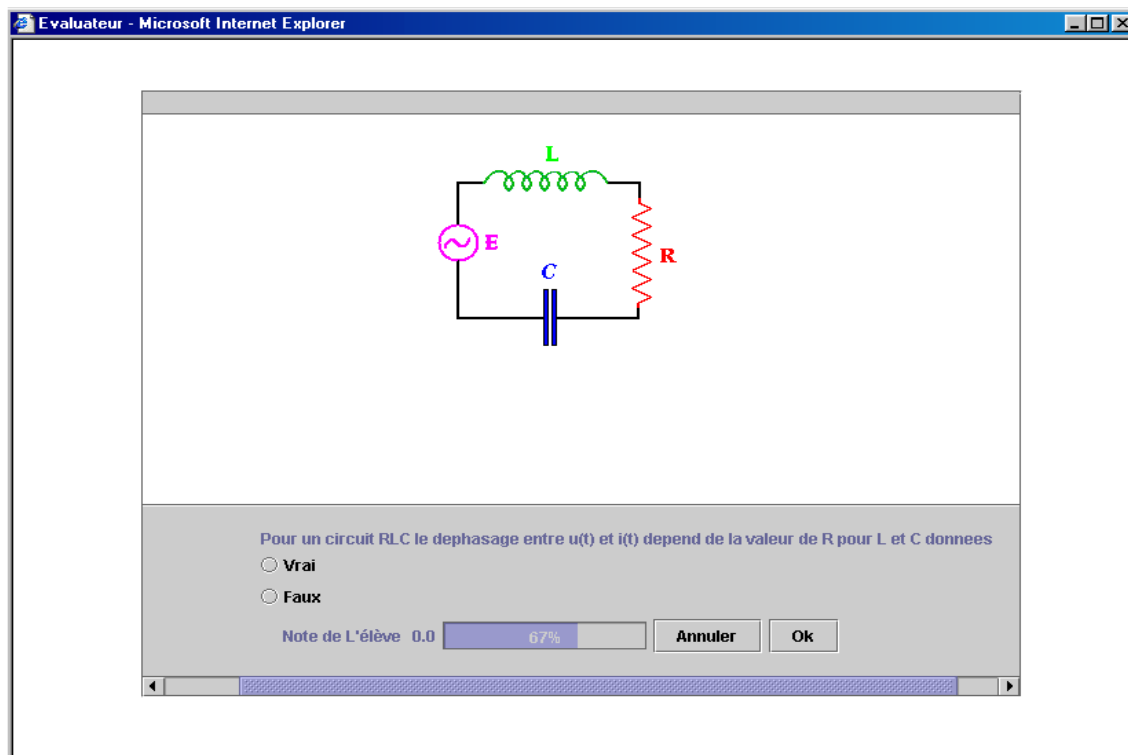 Evaluateur - Microsoft Internet Explorer
L
E
R
C
Pour un circuit RLC le dephasage entre u(t) et i(t) depend de la valeur de R pour L et C donnees
Vrai
Faux
Note de L'élève 0.0 67% Annuler Ok